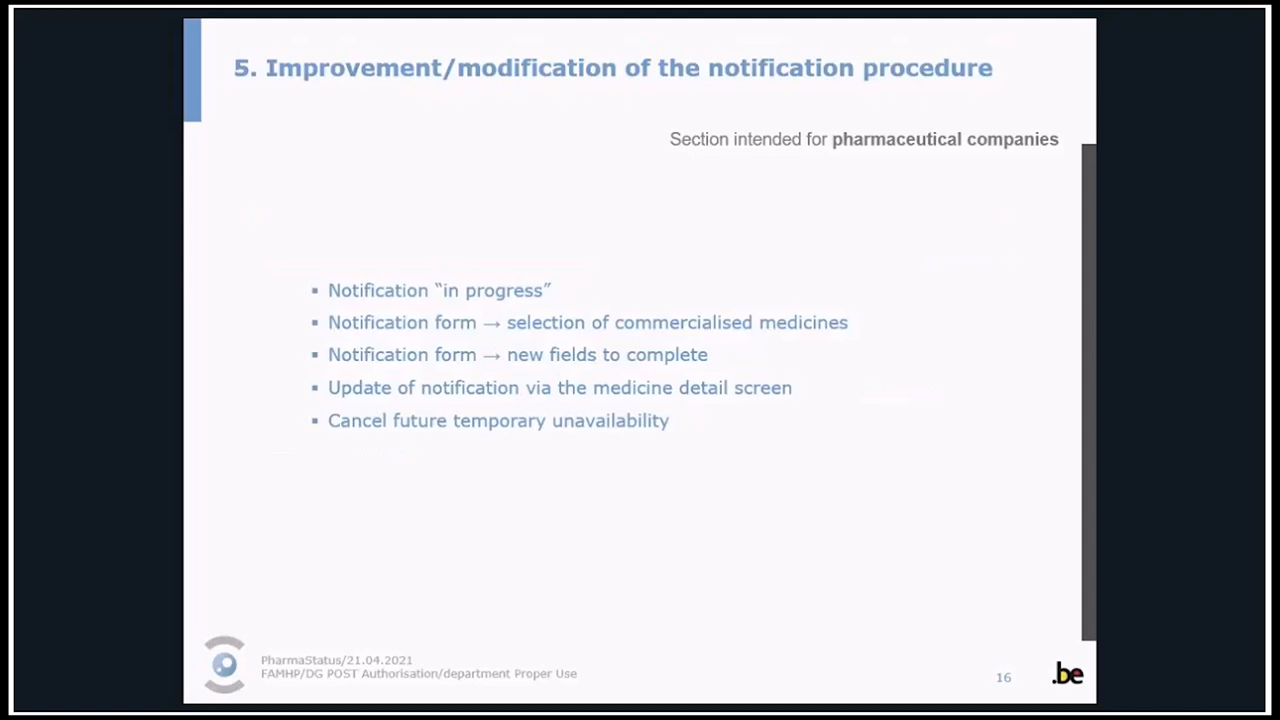 5. Improvement/modification of the notification procedure
Section intended for pharmaceutical companies
▪ Notification “in progress”
▪ Notification form → selection of commercialised medicines
▪ Notification form → new fields to complete
▪ Update of notification via the medicine detail screen
▪ Cancel future temporary unavailability
PharmaStatus/21.04.2021
FAMHP/DG POST Authorisation/department Proper Use
16
.be